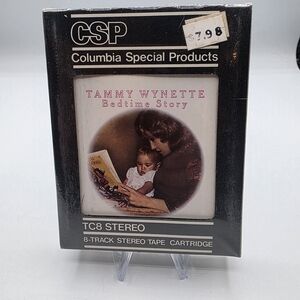 CSP
$7.98
Columbia Special Products
TAMMY WYNETTE
Bedtime Story
TC8 STEREO
8-TRACK STEREO TAPE CARTRIDGE